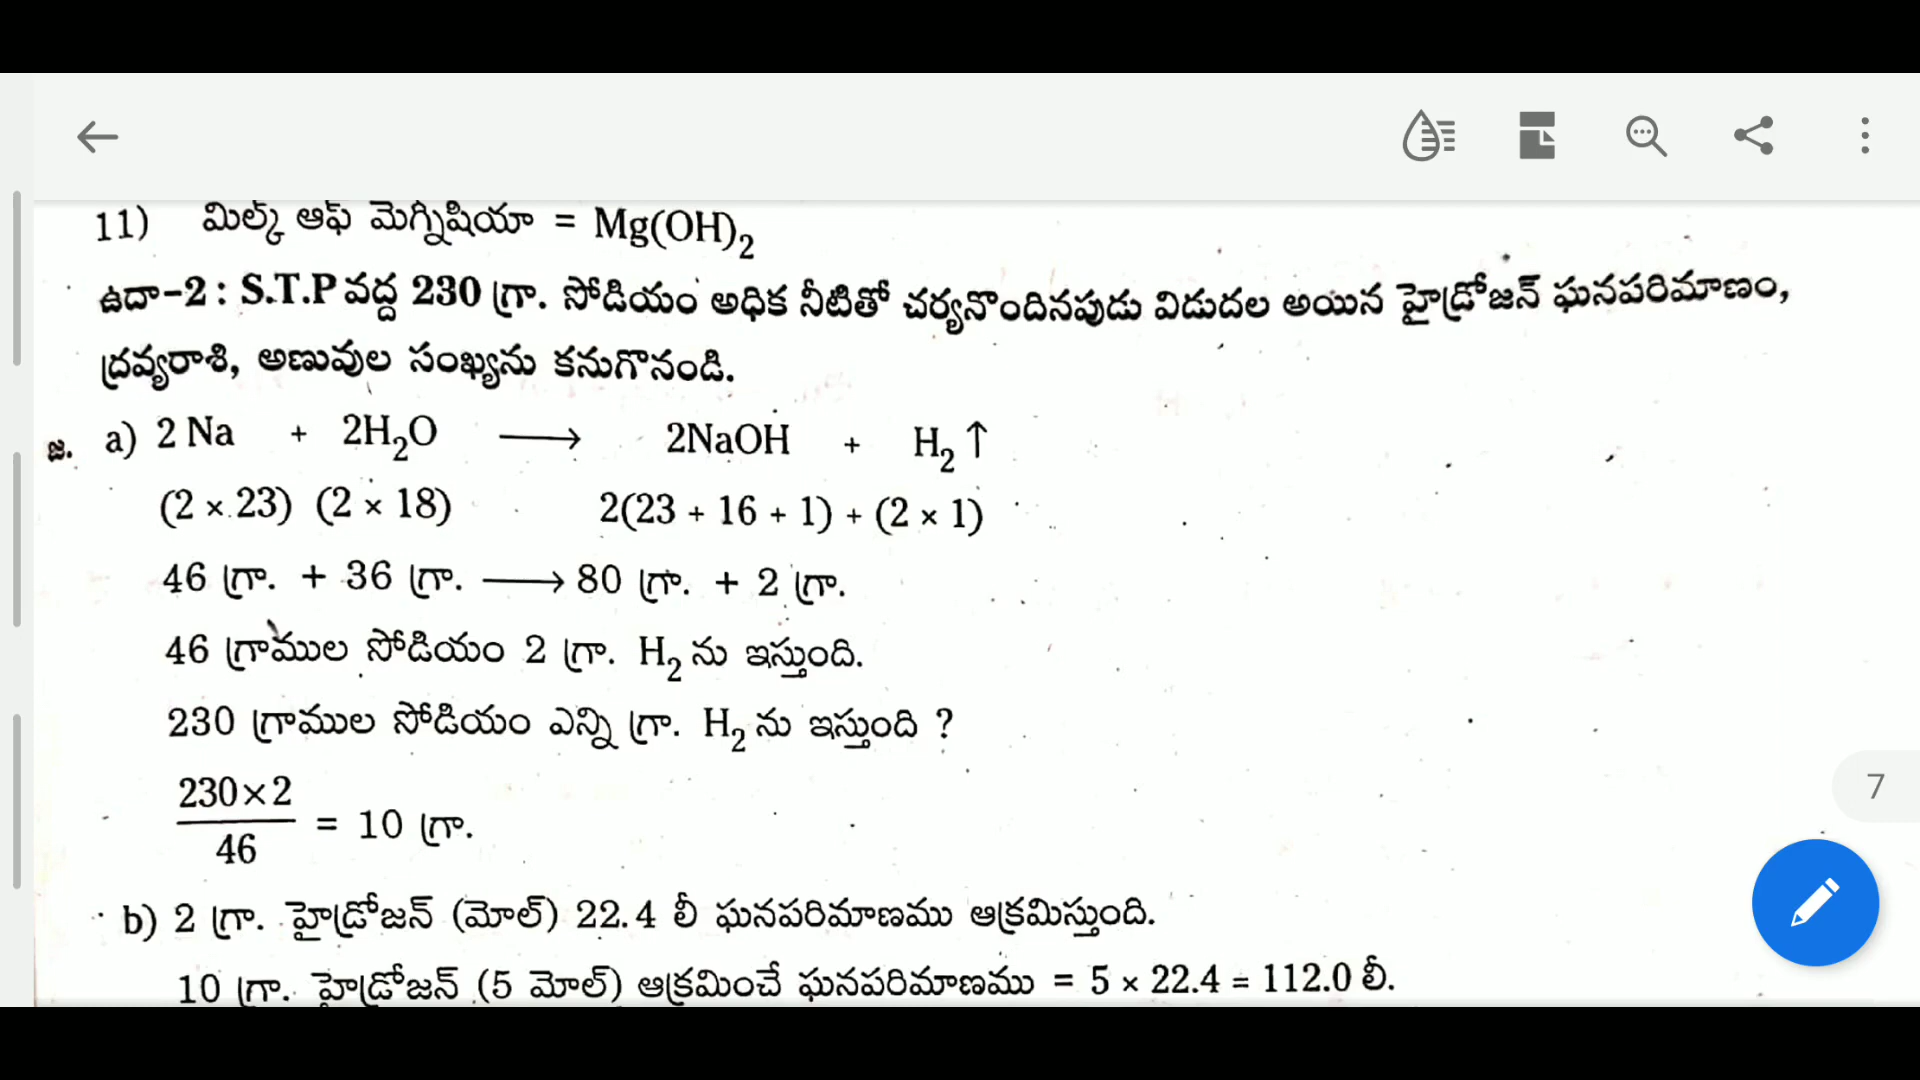 11) మిల్క్ ఆఫ్ మెగ్నీషియా = Mg(OH)2
ఉదా-2 : S.T.P వద్ద 230 గ్రా. సోడియం అధిక నీటితో చర్యనొందినపుడు విడుదల అయిన హైడ్రోజన్ ఘనపరిమాణం,
ద్రవ్యరాశి, అణువుల సంఖ్యను కనుగొనండి.
జ. a) 2 Na + 2H2O ⟶ 2NaOH + H2 ↑
(2 × 23) (2 × 18) 2(23 + 16 + 1) + (2 × 1)
46 గ్రా. + 36 గ్రా. ⟶ 80 గ్రా. + 2 గ్రా.
46 గ్రాముల సోడియం 2 గ్రా. H2 ను ఇస్తుంది.
230 గ్రాముల సోడియం ఎన్ని గ్రా. H2 ను ఇస్తుంది ?
230×2
46
= 10 గ్రా.
7
b) 2 గ్రా. హైడ్రోజన్ (మోల్) 22.4 లీ ఘనపరిమాణము ఆక్రమిస్తుంది.
10 గ్రా. హైడ్రోజన్ (5 మోల్) ఆక్రమించే ఘనపరిమాణము = 5 × 22.4 = 112.0 లీ.